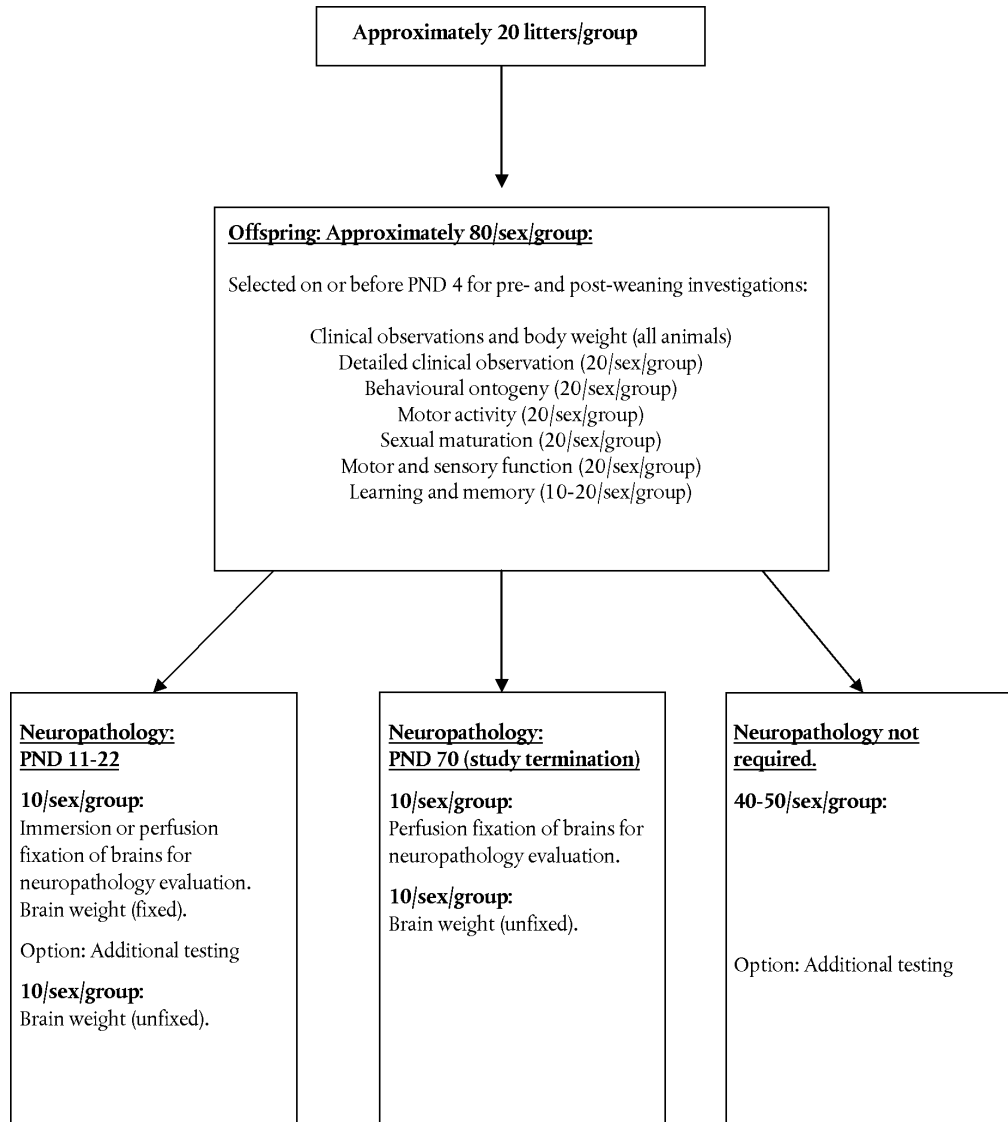 Approximately 20 litters/group
Offspring: Approximately 80/sex/group:
Selected on or before PND 4 for pre- and post-weaning investigations:
Clinical observations and body weight (all animals)
Detailed clinical observation (20/sex/group)
Behavioural ontogeny (20/sex/group)
Motor activity (20/sex/group)
Sexual maturation (20/sex/group)
Motor and sensory function (20/sex/group)
Learning and memory (10-20/sex/group)
Neuropathology:
PND 11-22
10/sex/group:
Immersion or perfusion
fixation of brains for
neuropathology evaluation.
Brain weight (fixed).
Option: Additional testing
10/sex/group:
Brain weight (unfixed).
Neuropathology:
PND 70 (study termination)
10/sex/group:
Perfusion fixation of brains for
neuropathology evaluation.
10/sex/group:
Brain weight (unfixed).
Neuropathology not
required.
40-50/sex/group:
Option: Additional testing